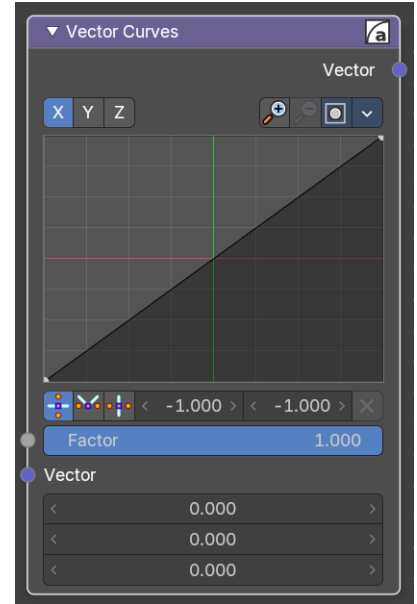 Vector Curves
a
Vector
X Y Z
-1.000 -1.000
Factor 1.000
Vector
0.000
0.000
0.000